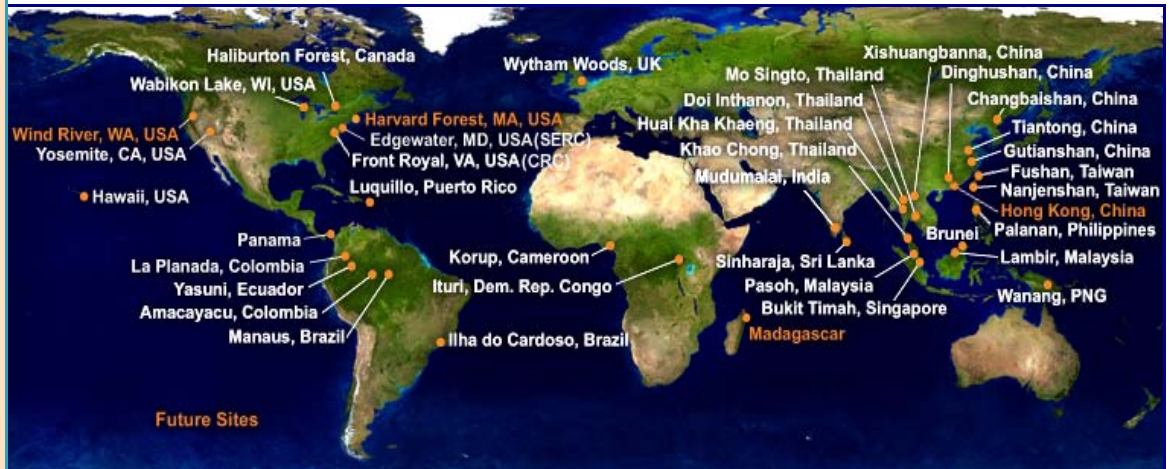 Haliburton Forest, Canada
Wabikon Lake, WI, USA
Wind River, WA, USA
Yosemite, CA, USA
Harvard Forest, MA, USA
Edgewater, MD, USA(SERC)
Front Royal, VA, USA(CRC)
Luquillo, Puerto Rico
Hawaii, USA
Panama
La Planada, Colombia
Yasuni, Ecuador
Amacayacu, Colombia
Manaus, Brazil
Ilha do Cardoso, Brazil
Future Sites
Wytham Woods, UK
Korup, Cameroon
Ituri, Dem. Rep. Congo
Madagascar
Xishuangbanna, China
Mo Singto, Thailand
Dinghushan, China
Doi Inthanon, Thailand
Changbaishan, China
Huai Kha Khaeng, Thailand
Tiantong, China
Khao Chong, Thailand
Gutianshan, China
Mudumalai, India
Fushan, Taiwan
Nanjenshan, Taiwan
Hong Kong, China
Brunei
Palanan, Philippines
Sinharaja, Sri Lanka
Lambir, Malaysia
Pasoh, Malaysia
Wanang, PNG
Bukit Timah, Singapore